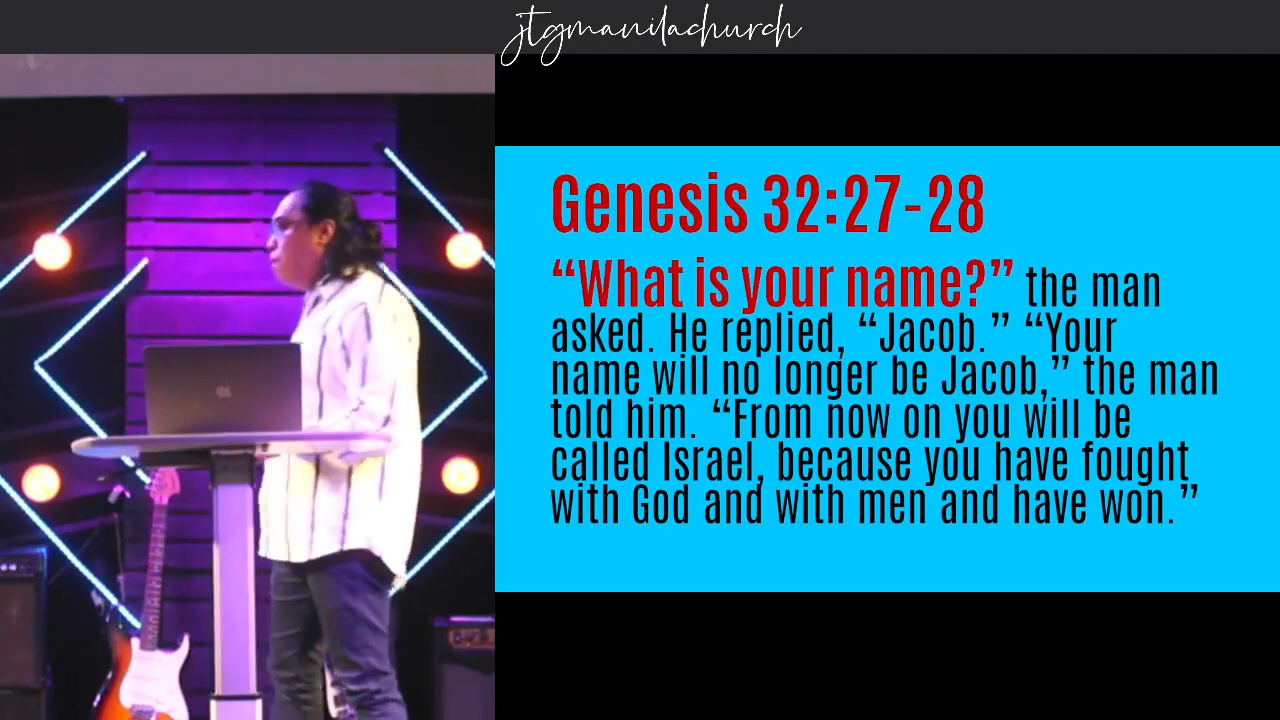 jtgmanilachurch
Genesis 32:27-28
“What is your name?” the man
asked. He replied, “Jacob.” “Your
name will no longer be Jacob,” the man
told him. “From now on you will be
called Israel, because you have fought
with God and with men and have won.”